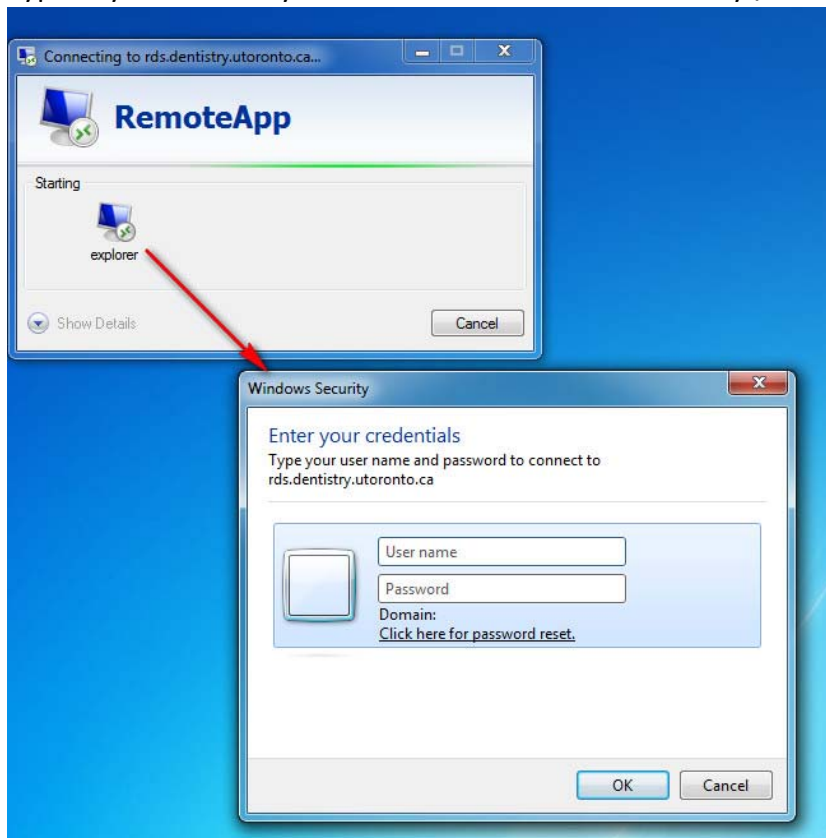 Connecting to rds.dentistry.utoronto.ca...
RemoteApp
Starting
explorer
Show Details
Cancel
Windows Security
Enter your credentials
Type your user name and password to connect to
rds.dentistry.utoronto.ca
User name
Password
Domain:
Click here for password reset.
OK
Cancel